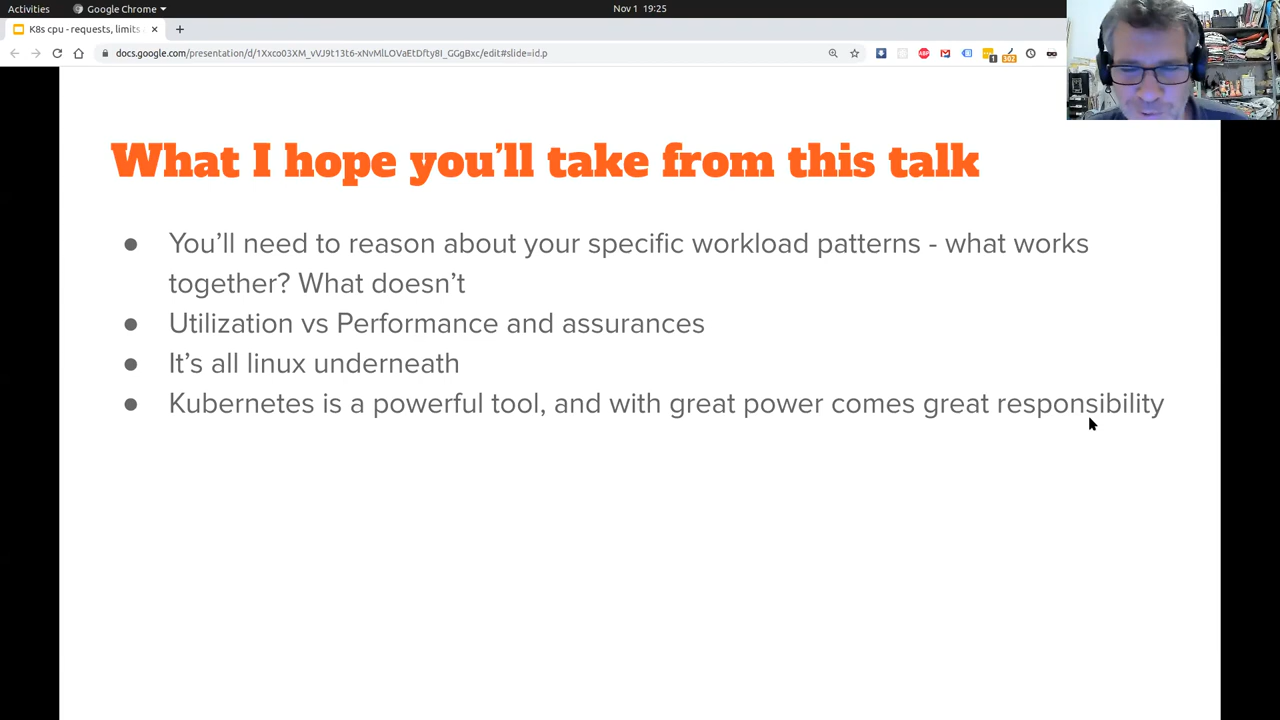 Activities
Google Chrome
Nov 1 19:25
K8s cpu - requests, limits
docs.google.com/presentation/d/1Xxco03XM_vVJ9t13t6-xNvMlLOVaEtDfty8I_GGgBxc/edit#slide=id.p
ABP
1
302
What I hope you’ll take from this talk
● You’ll need to reason about your specific workload patterns - what works
together? What doesn’t
● Utilization vs Performance and assurances
● It’s all linux underneath
● Kubernetes is a powerful tool, and with great power comes great responsibility